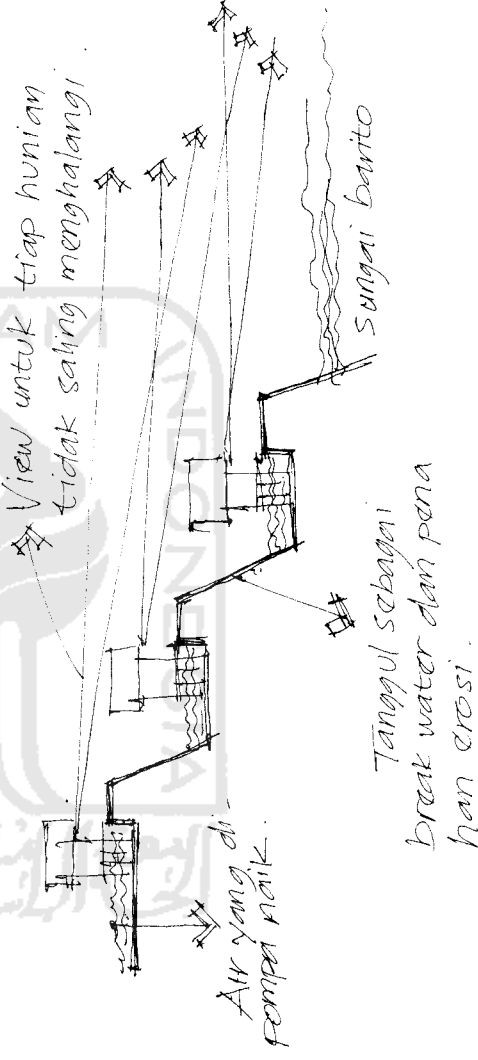 View untuk tiap hunian
tidak saling menghalangi.
Air yang di-
pompa naik.
Tanggul sebagai
break water dan pena
han erosi.
sungai barito
INDONESIA